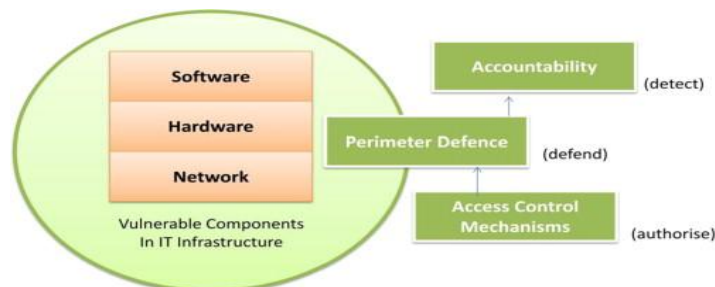 Software
Hardware
Network
Vulnerable Components
In IT Infrastructure
Accountability
(detect)
Perimeter Defence
(defend)
Access Control
Mechanisms
(authorise)